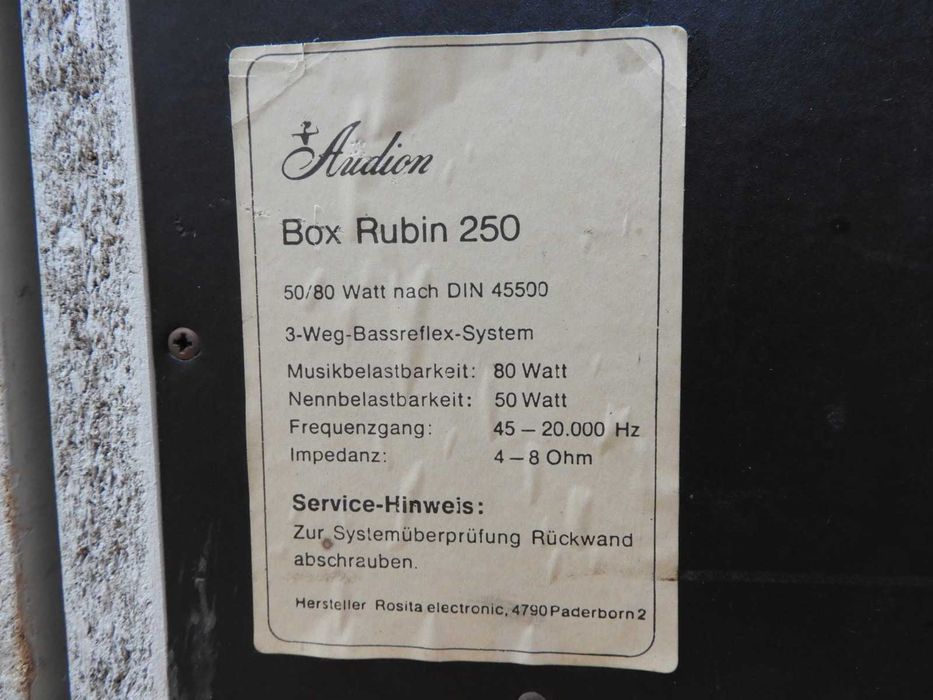 Audion
Box Rubin 250
50/80 Watt nach DIN 45500
3-Weg-Bassreflex-System
Musikbelastbarkeit: 80 Watt
Nennbelastbarkeit: 50 Watt
Frequenzgang: 45 – 20.000 Hz
Impedanz: 4 – 8 Ohm
Service-Hinweis:
Zur Systemüberprüfung Rückwand
abschrauben.
Hersteller Rosita electronic, 4790 Paderborn 2